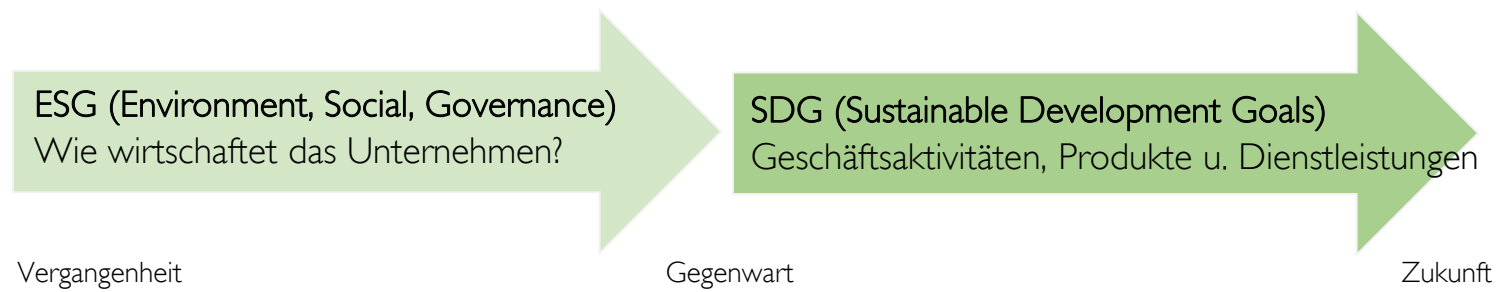 ESG (Environment, Social, Governance)
Wie wirtschaftet das Unternehmen?
SDG (Sustainable Development Goals)
Geschäftsaktivitäten, Produkte u. Dienstleistungen
Vergangenheit
Gegenwart
Zukunft